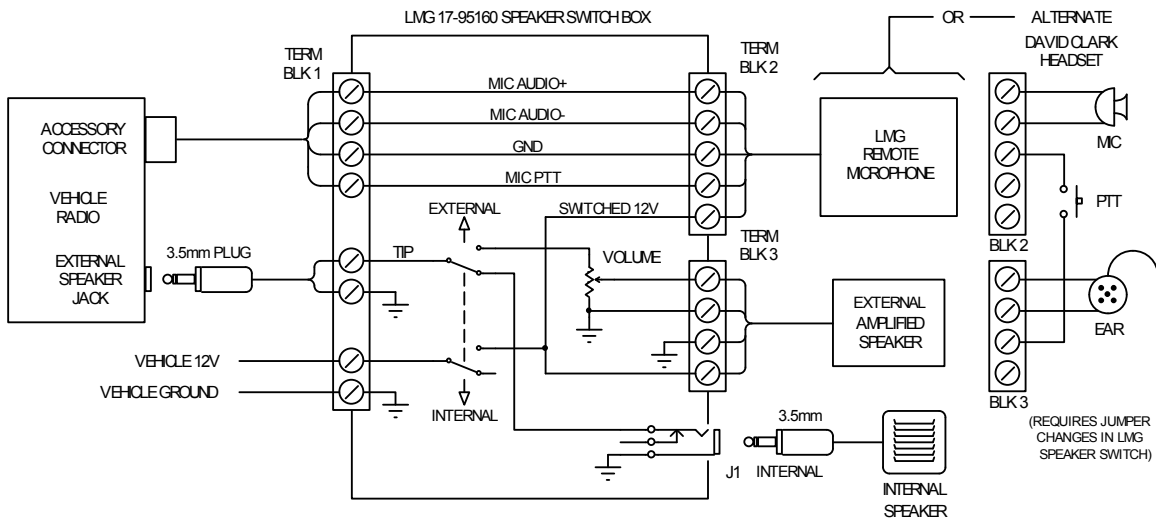 LMG 17-95160 SPEAKER SWITCH BOX
OR
ALTERNATE
DAVID CLARK
HEADSET
TERM
BLK 1
TERM
BLK 2
MIC AUDIO+
MIC AUDIO-
GND
MIC PTT
ACCESSORY
CONNECTOR
VEHICLE
RADIO
EXTERNAL
SPEAKER
JACK
3.5mm PLUG
TIP
EXTERNAL
SWITCHED 12V
TERM
BLK 3
VOLUME
LMG
REMOTE
MICROPHONE
MIC
PTT
BLK 2
EXTERNAL
AMPLIFIED
SPEAKER
EAR
VEHICLE 12V
VEHICLE GROUND
INTERNAL
BLK 3
(REQUIRES JUMPER
CHANGES IN LMG
SPEAKER SWITCH)
3.5mm
J1
INTERNAL
INTERNAL
SPEAKER